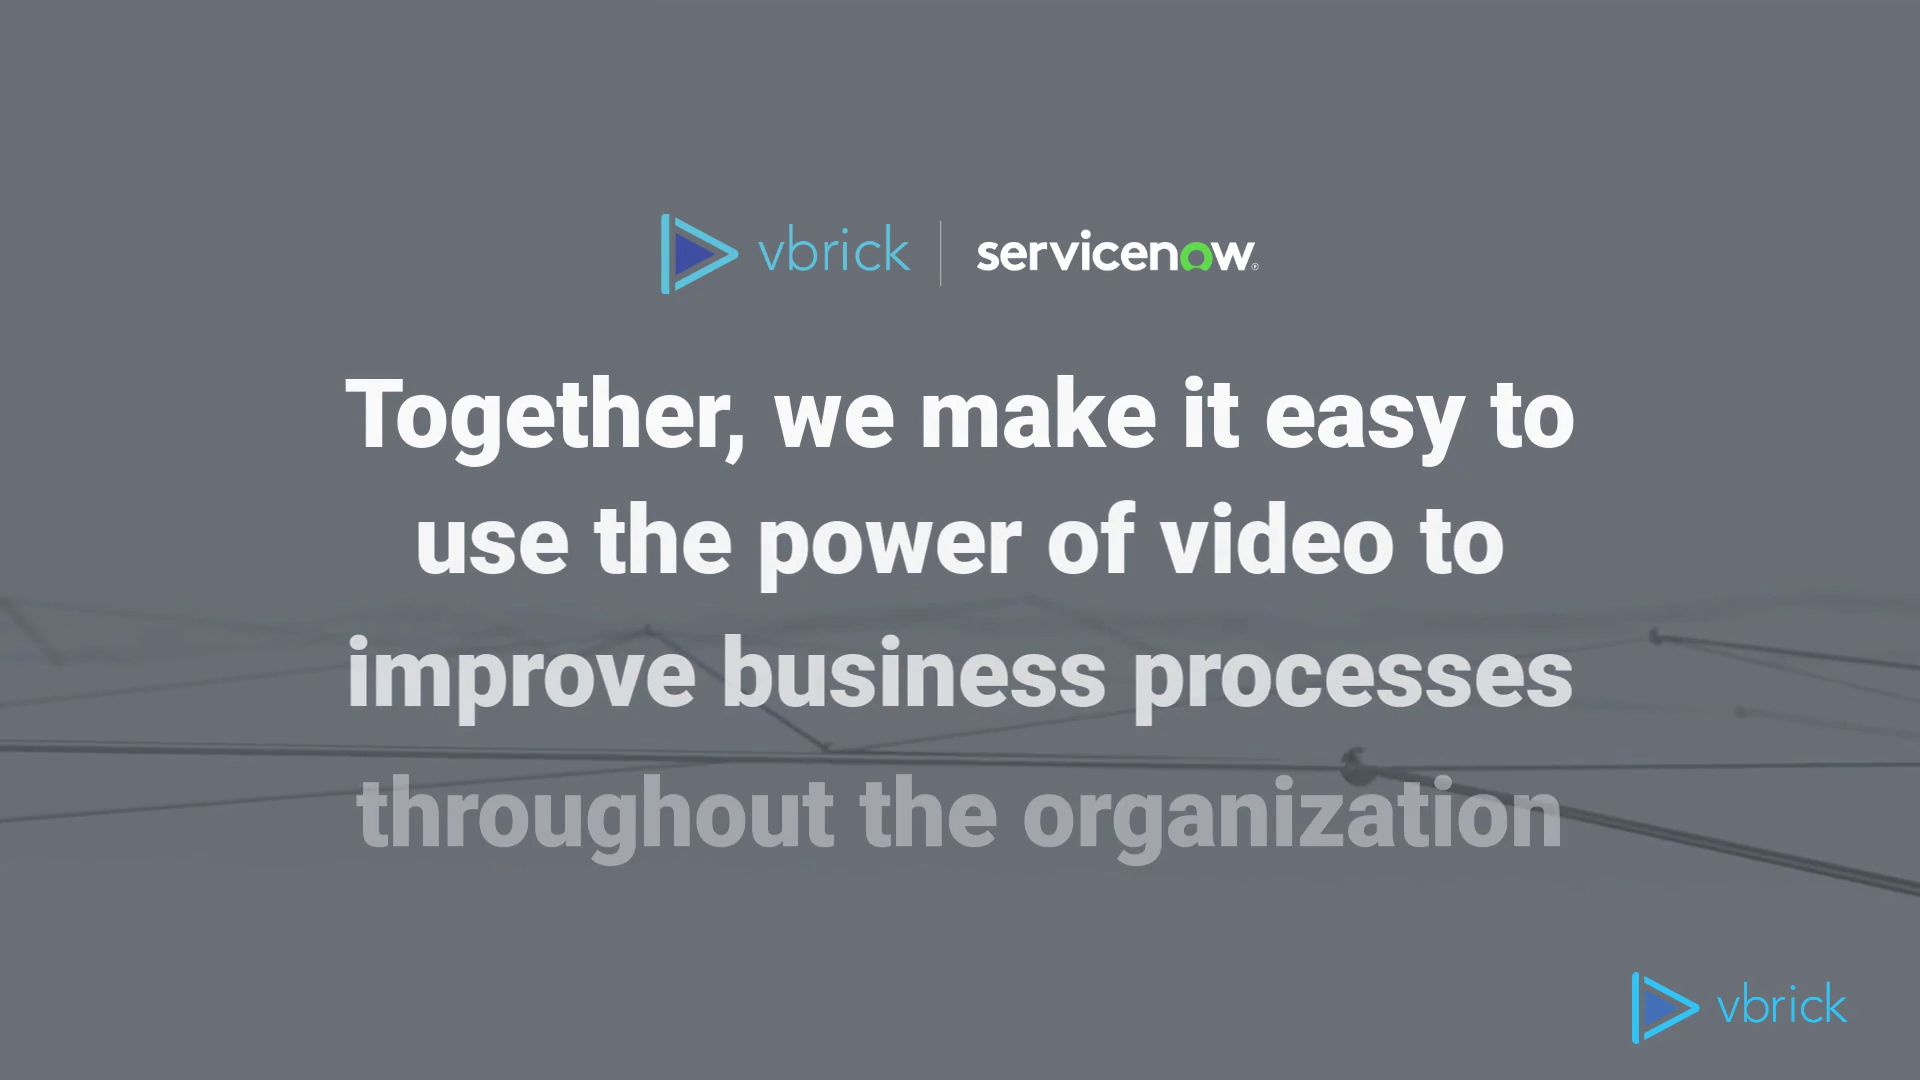 vbrick | servicenow®
Together, we make it easy to
use the power of video to
improve business processes
throughout the organization
vbrick